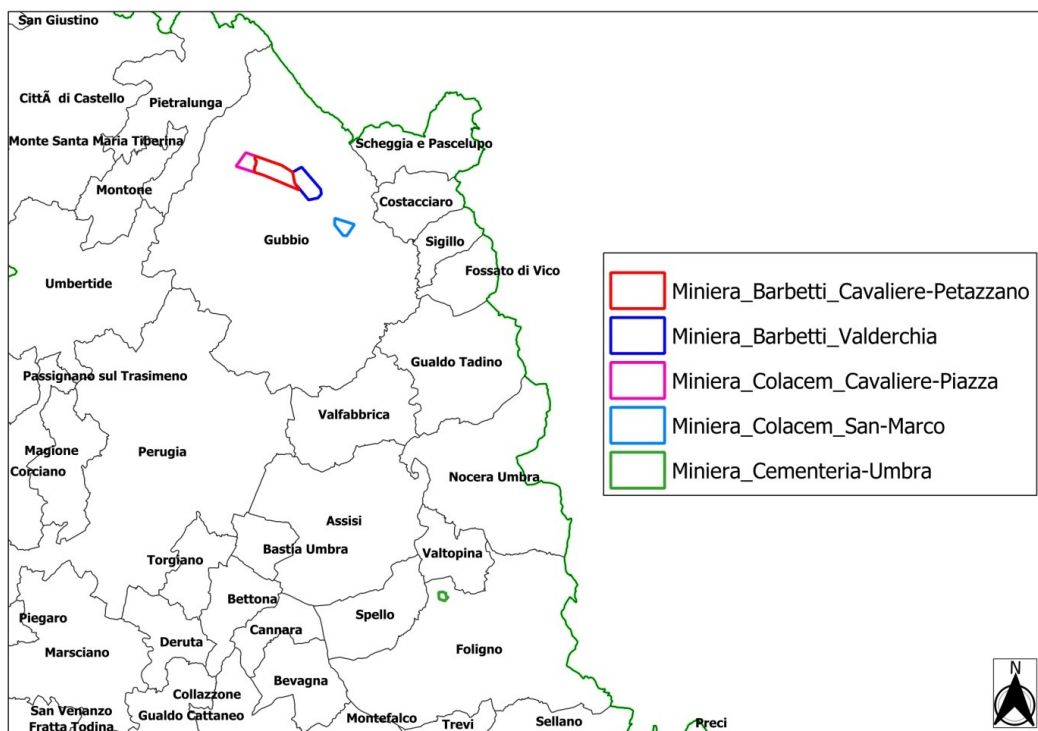 San Giustino
CittÃ di Castello
Pietralunga
Monte Santa Maria Tiberina
Scheggia e Pascelupo
Montone
Costacciaro
Gubbio
Sigillo
Fossato di Vico
Umbertide
Miniera_Barbetti_Cavaliere-Petazzano
Miniera_Barbetti_Valderchia
Miniera_Colacem_Cavaliere-Piazza
Miniera_Colacem_San-Marco
Miniera_Cementeria-Umbra
Gualdo Tadino
Passignano sul Trasimeno
Valfabbrica
Magione
Perugia
Corciano
Nocera Umbra
Assisi
Bastia Umbra
Valtopina
Torgiano
Bettona
Spello
Piegaro
Cannara
Deruta
Foligno
Marsciano
Bevagna
Collazzone
San Venanzo
Gualdo Cattaneo
Montefalco
Trevi
Sellano
Preci
Fratta Todina
N